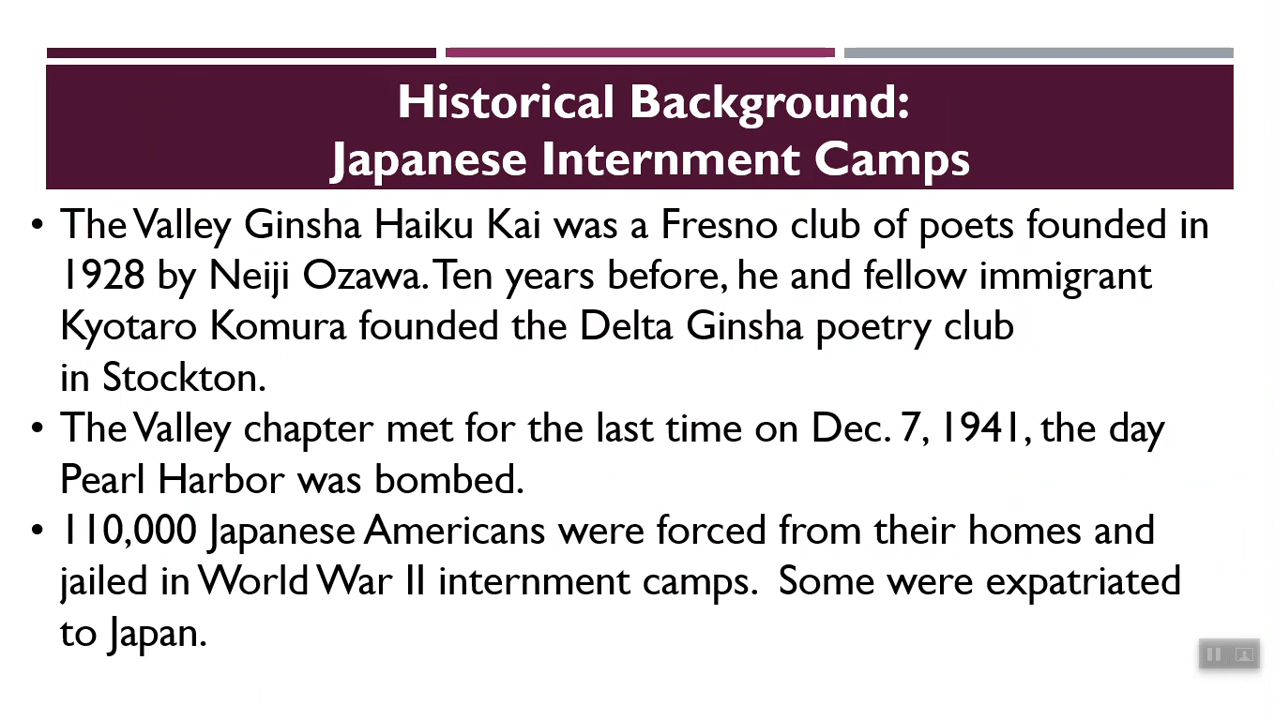 Historical Background:
Japanese Internment Camps
• The Valley Ginsha Haiku Kai was a Fresno club of poets founded in
1928 by Neiji Ozawa. Ten years before, he and fellow immigrant
Kyotaro Komura founded the Delta Ginsha poetry club
in Stockton.
• The Valley chapter met for the last time on Dec. 7, 1941, the day
Pearl Harbor was bombed.
• 110,000 Japanese Americans were forced from their homes and
jailed in World War II internment camps.  Some were expatriated
to Japan.